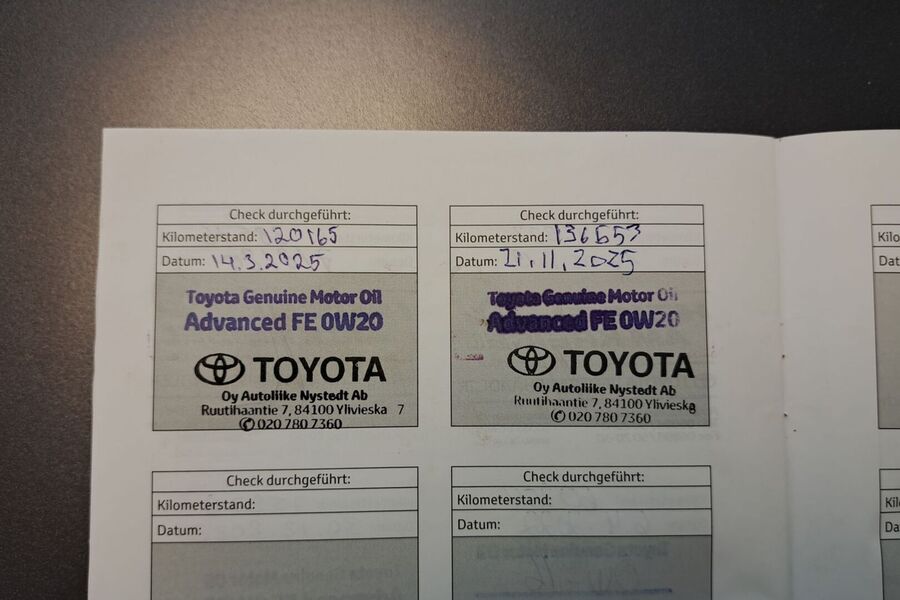 Check durchgeführt:
Kilometerstand: 120165
Datum: 14.3.2025
Toyota Genuine Motor Oil
Advanced FE 0W20
TOYOTA
Oy Autoliike Nystedt Ab
Ruutihaantie 7, 84100 Ylivieska 7
020 780 7360
Check durchgeführt:
Kilometerstand: 136653
Datum: 21.11.2025
Toyota Genuine Motor Oil
Advanced FE 0W20
TOYOTA
Oy Autoliike Nystedt Ab
Ruutihaantie 7, 84100 Ylivieska 8
020 780 7360
Check durchgeführt:
Kilometerstand:
Datum:
Check durchgeführt:
Kilometerstand:
Datum: